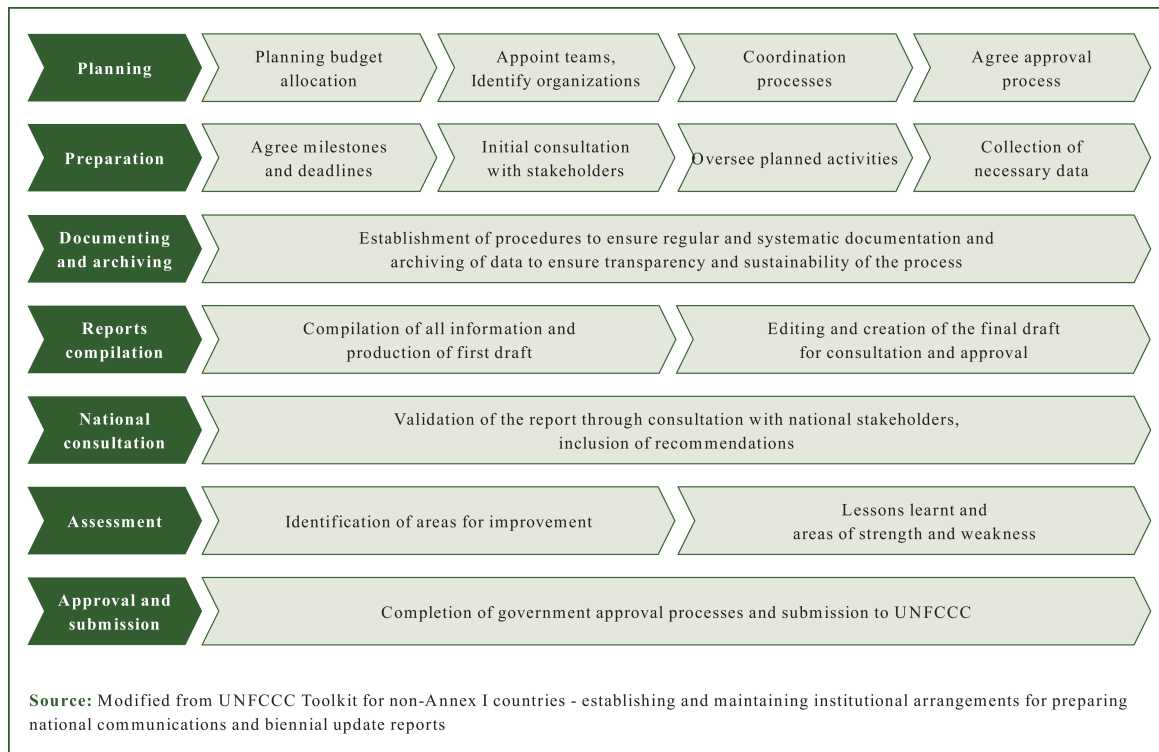 Planning
Planning budget
allocation
Appoint teams,
Identify organizations
Coordination
processes
Agree approval
process
Preparation
Agree milestones
and deadlines
Initial consultation
with stakeholders
Oversee planned activities
Collection of
necessary data
Documenting
and archiving
Establishment of procedures to ensure regular and systematic documentation and
archiving of data to ensure transparency and sustainability of the process
Reports
compilation
Compilation of all information and
production of first draft
Editing and creation of the final draft
for consultation and approval
National
consultation
Validation of the report through consultation with national stakeholders,
inclusion of recommendations
Assessment
Identification of areas for improvement
Lessons learnt and
areas of strength and weakness
Approval and
submission
Completion of government approval processes and submission to UNFCCC
Source: Modified from UNFCCC Toolkit for non-Annex I countries - establishing and maintaining institutional arrangements for preparing
national communications and biennial update reports